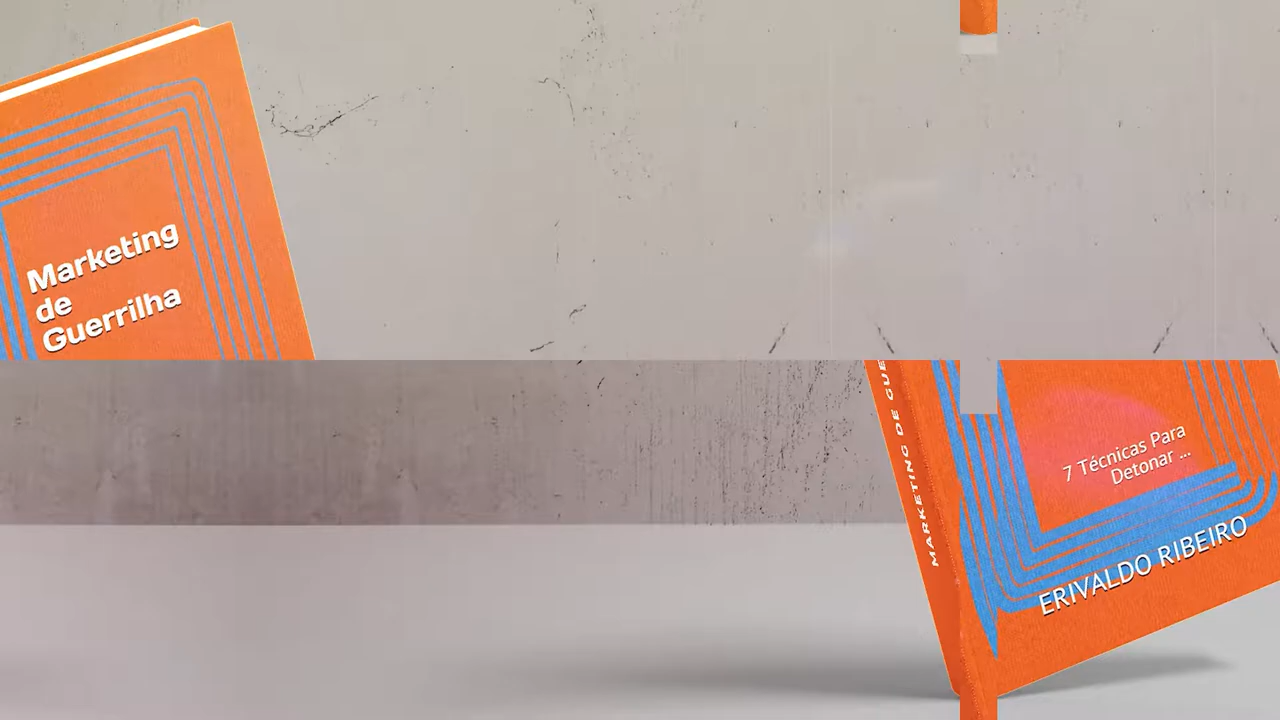 Marketing
de
Guerrilha
MARKETING DE GUE
7 Técnicas Para
Detonar ...
ERIVALDO RIBEIRO